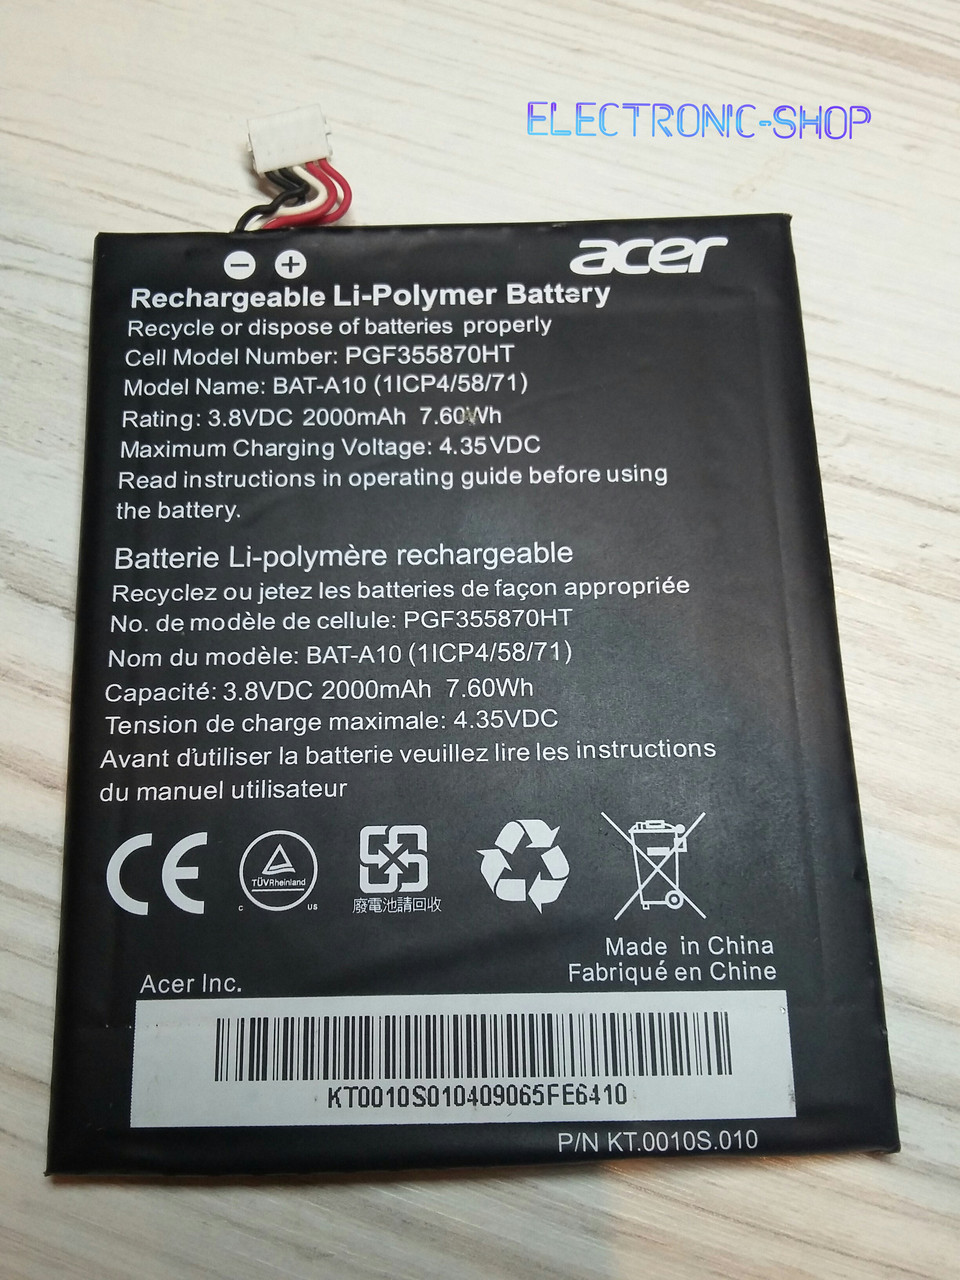 ELECTRONIC-SHOP
acer
Rechargeable Li-Polymer Battery
Recycle or dispose of batteries properly
Cell Model Number: PGF355870HT
Model Name: BAT-A10 (1ICP4/58/71)
Rating: 3.8VDC 2000mAh 7.60Wh
Maximum Charging Voltage: 4.35VDC
Read instructions in operating guide before using
the battery.
Batterie Li-polymère rechargeable
Recyclez ou jetez les batteries de façon appropriée
No. de modèle de cellule: PGF355870HT
Nom du modèle: BAT-A10 (1ICP4/58/71)
Capacité: 3.8VDC 2000mAh 7.60Wh
Tension de charge maximale: 4.35VDC
Avant d'utiliser la batterie veuillez lire les instructions
du manuel utilisateur
CE
TÜVRheinland
C US
廢電池請回收
Made in China
Fabriqué en Chine
Acer Inc.
KT0010S010409065FE6410
P/N KT.0010S.010